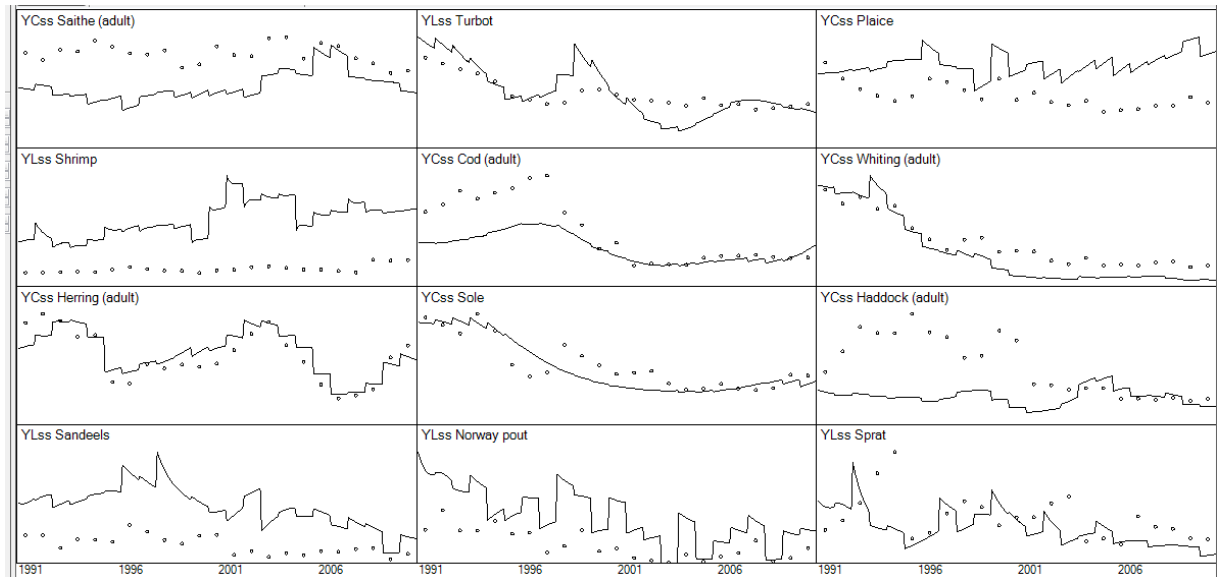 YCss Saithe (adult)
YLss Turbot
YCss Plaice
YLss Shrimp
YCss Cod (adult)
YCss Whiting (adult)
YCss Herring (adult)
YCss Sole
YCss Haddock (adult)
YLss Sandeels
YLss Norway pout
YLss Sprat
1991 1996 2001 2006 1991 1996 2001 2006 1991 1996 2001 2006